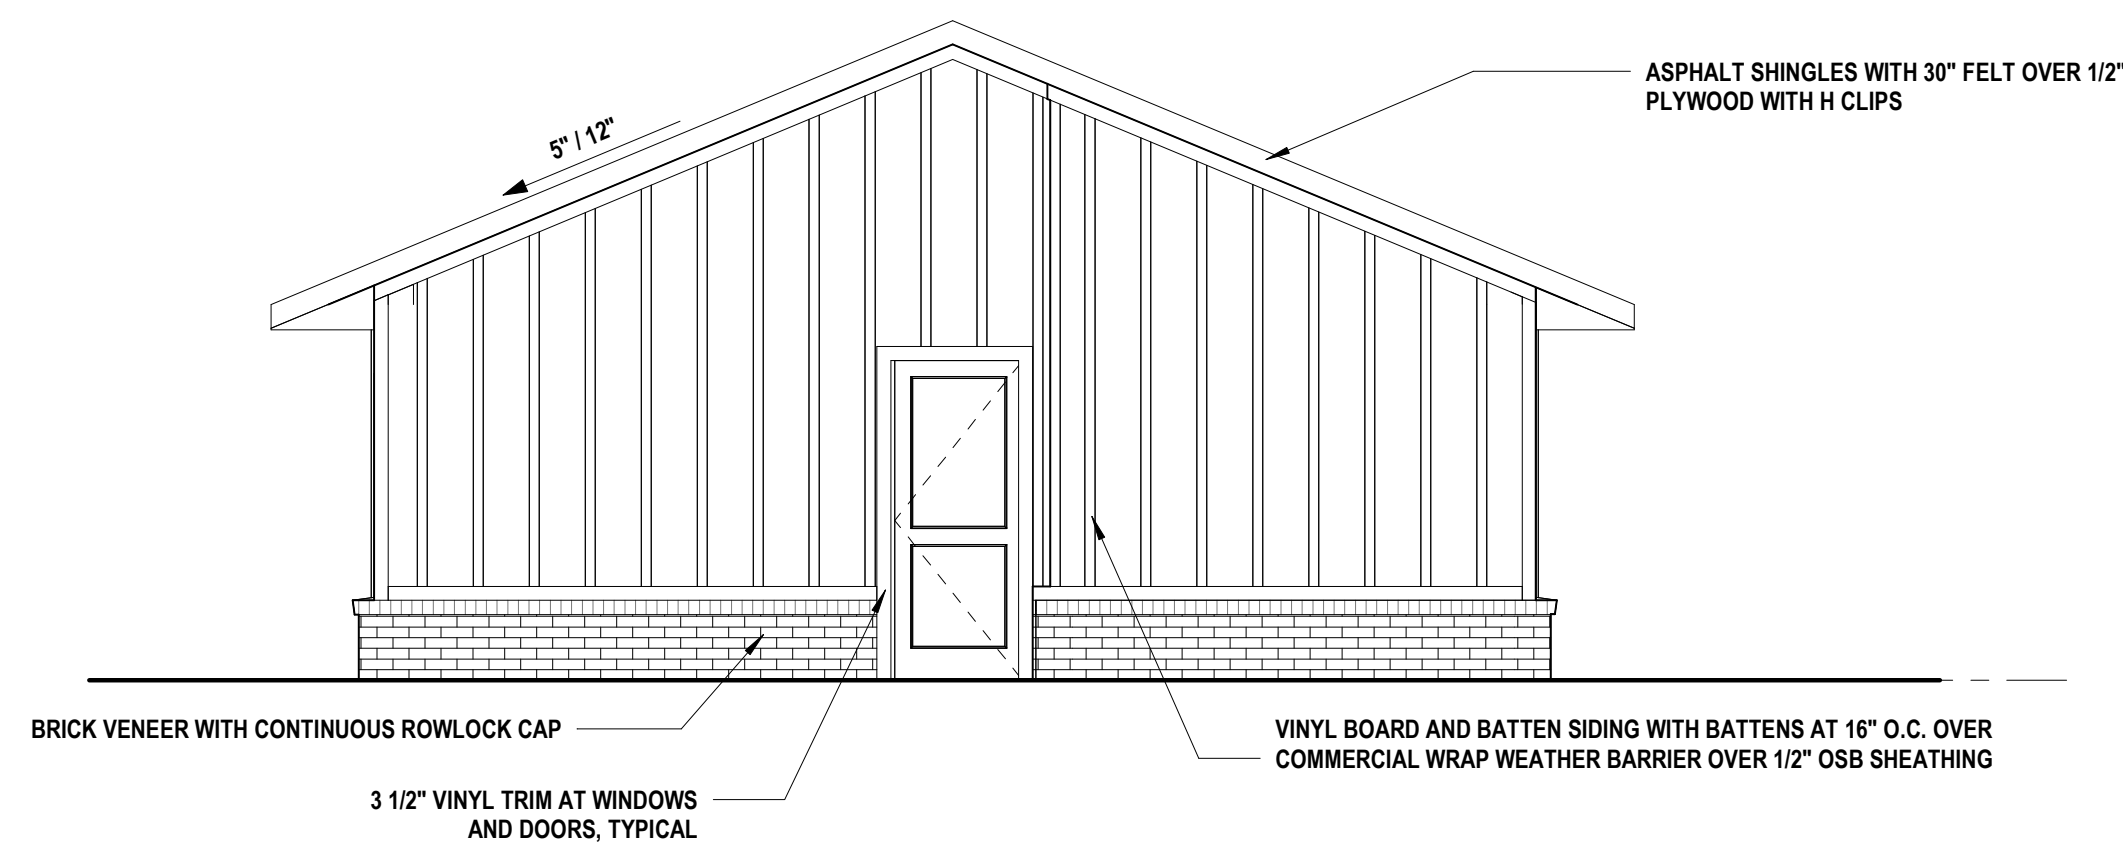 ASPHALT SHINGLES WITH 30" FELT OVER 1/2"
PLYWOOD WITH H CLIPS
5" / 12"
BRICK VENEER WITH CONTINUOUS ROWLOCK CAP
VINYL BOARD AND BATTEN SIDING WITH BATTENS AT 16" O.C. OVER
COMMERCIAL WRAP WEATHER BARRIER OVER 1/2" OSB SHEATHING
3 1/2" VINYL TRIM AT WINDOWS
AND DOORS, TYPICAL